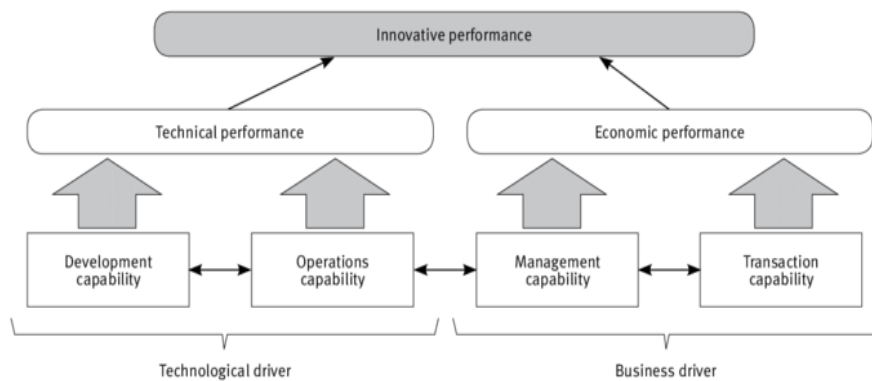 Innovative performance
Technical performance
Economic performance
Development
capability
Operations
capability
Management
capability
Transaction
capability
Technological driver
Business driver